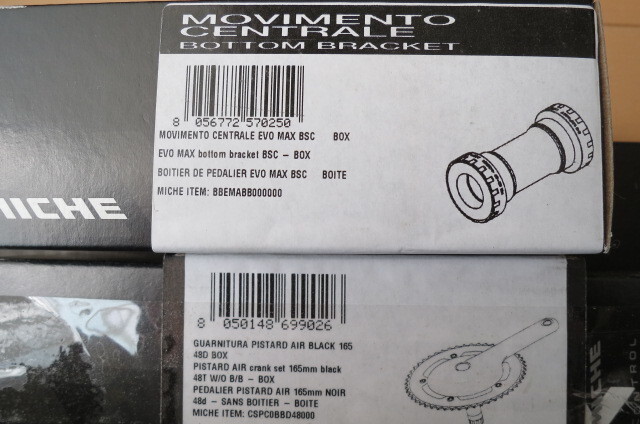 MOVIMENTO
CENTRALE
BOTTOM BRACKET
8 056772 570250
MOVIMENTO CENTRALE EVO MAX BSC BOX
EVO MAX bottom bracket BSC – BOX
BOITIER DE PEDALIER EVO MAX BSC BOITE
MICHE ITEM: BBEMABB000000
MICHE
8 050148 699026
GUARNITURA PISTARD AIR BLACK 165
48D BOX
PISTARD AIR crank set 165mm black
48T W/O B/B – BOX
PEDALIER PISTARD AIR 165mm NOIR
48d – SANS BOITIER – BOITE
MICHE ITEM: CSPC0BBD48000